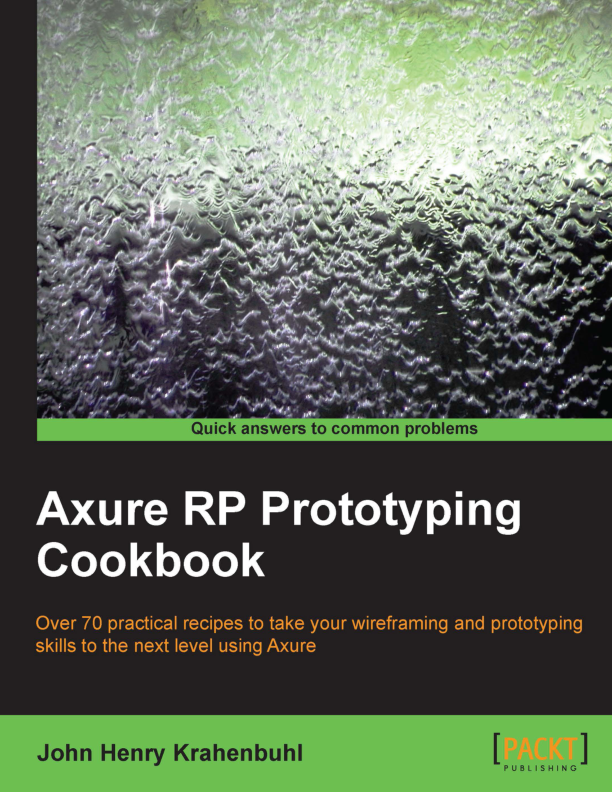 Quick answers to common problems
Axure RP Prototyping
Cookbook
Over 70 practical recipes to take your wireframing and prototyping
skills to the next level using Axure
John Henry Krahenbuhl
[PACKT]
PUBLISHING